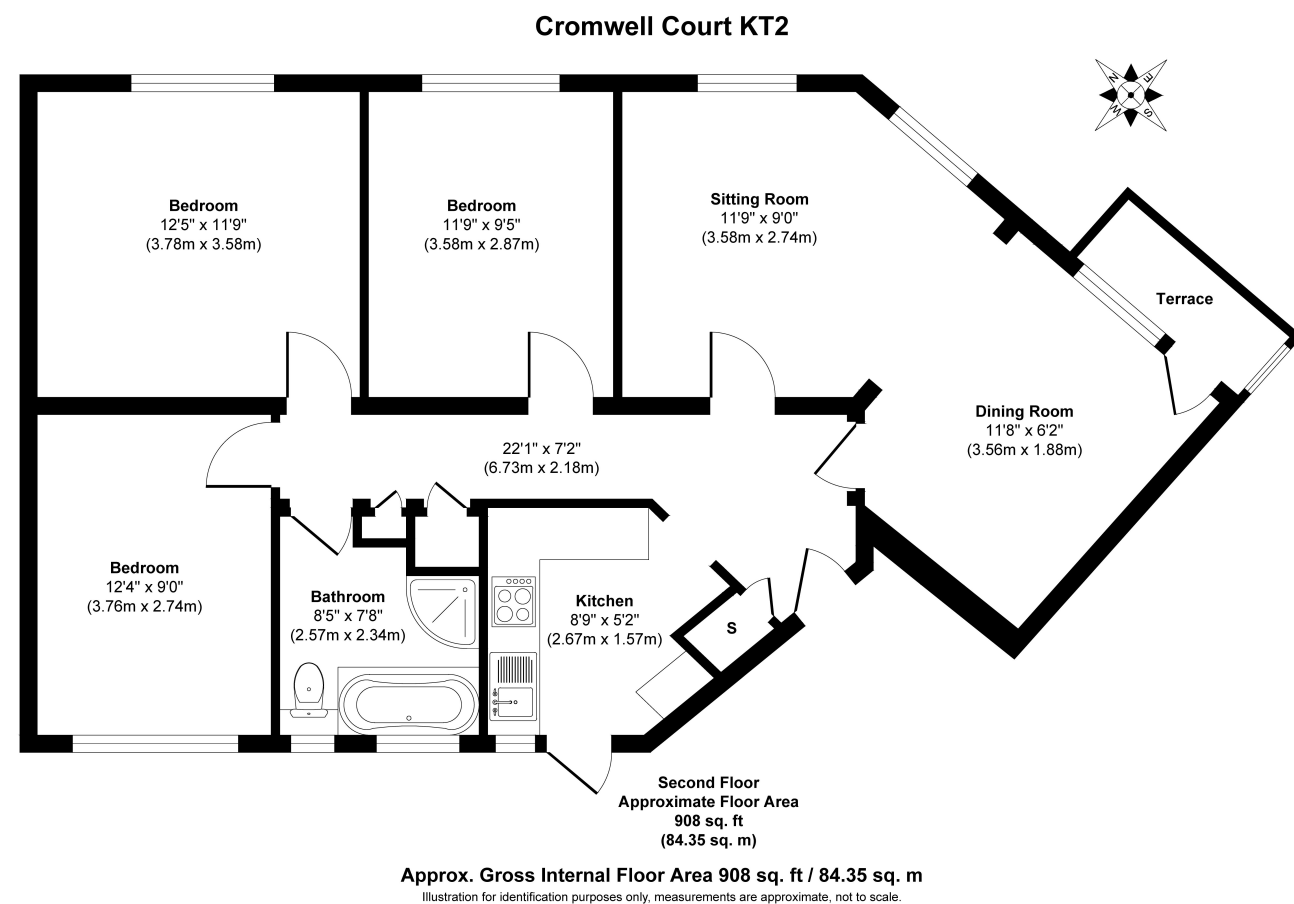 Cromwell Court KT2
N
E
W
S
Bedroom
12'5" x 11'9"
(3.78m x 3.58m)
Bedroom
11'9" x 9'5"
(3.58m x 2.87m)
Sitting Room
11'9" x 9'0"
(3.58m x 2.74m)
Terrace
Dining Room
11'8" x 6'2"
(3.56m x 1.88m)
22'1" x 7'2"
(6.73m x 2.18m)
Bedroom
12'4" x 9'0"
(3.76m x 2.74m)
Bathroom
8'5" x 7'8"
(2.57m x 2.34m)
Kitchen
8'9" x 5'2"
(2.67m x 1.57m)
S
Second Floor
Approximate Floor Area
908 sq. ft
(84.35 sq. m)
Approx. Gross Internal Floor Area 908 sq. ft / 84.35 sq. m
Illustration for identification purposes only, measurements are approximate, not to scale.